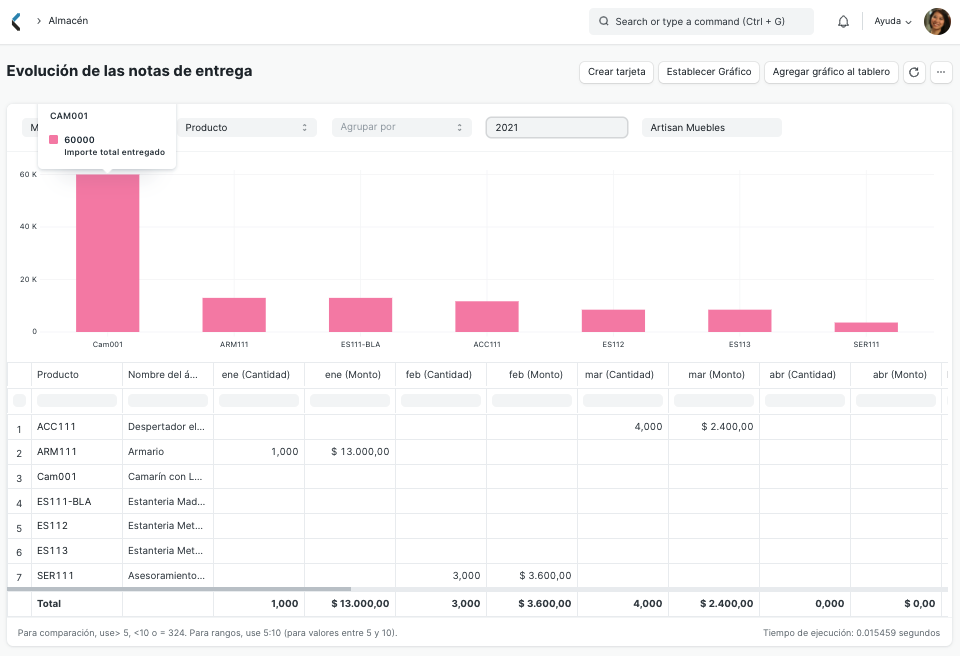 Almacén
Search or type a command (Ctrl + G)
Ayuda
Evolución de las notas de entrega
Crear tarjeta
Establecer Gráfico
Agregar gráfico al tablero
M
Producto
Agrupar por
2021
Artisan Muebles
CAM001
60000
Importe total entregado
60 K
40 K
20 K
0
Cam001 ARM111 ES111-BLA ACC111 ES112 ES113 SER111
Producto Nombre del á... ene (Cantidad) ene (Monto) feb (Cantidad) feb (Monto) mar (Cantidad) mar (Monto) abr (Cantidad) abr (Monto)
1 ACC111 Despertador el... 4,000 $ 2.400,00
2 ARM111 Armario 1,000 $ 13.000,00
3 Cam001 Camarín con L...
4 ES111-BLA Estanteria Mad...
5 ES112 Estanteria Met...
6 ES113 Estanteria Met...
7 SER111 Asesoramiento... 3,000 $ 3.600,00
Total 1,000 $ 13.000,00 3,000 $ 3.600,00 4,000 $ 2.400,00 0,000 $ 0,00
Para comparación, use> 5, <10 o = 324. Para rangos, use 5:10 (para valores entre 5 y 10).
Tiempo de ejecución: 0.015459 segundos